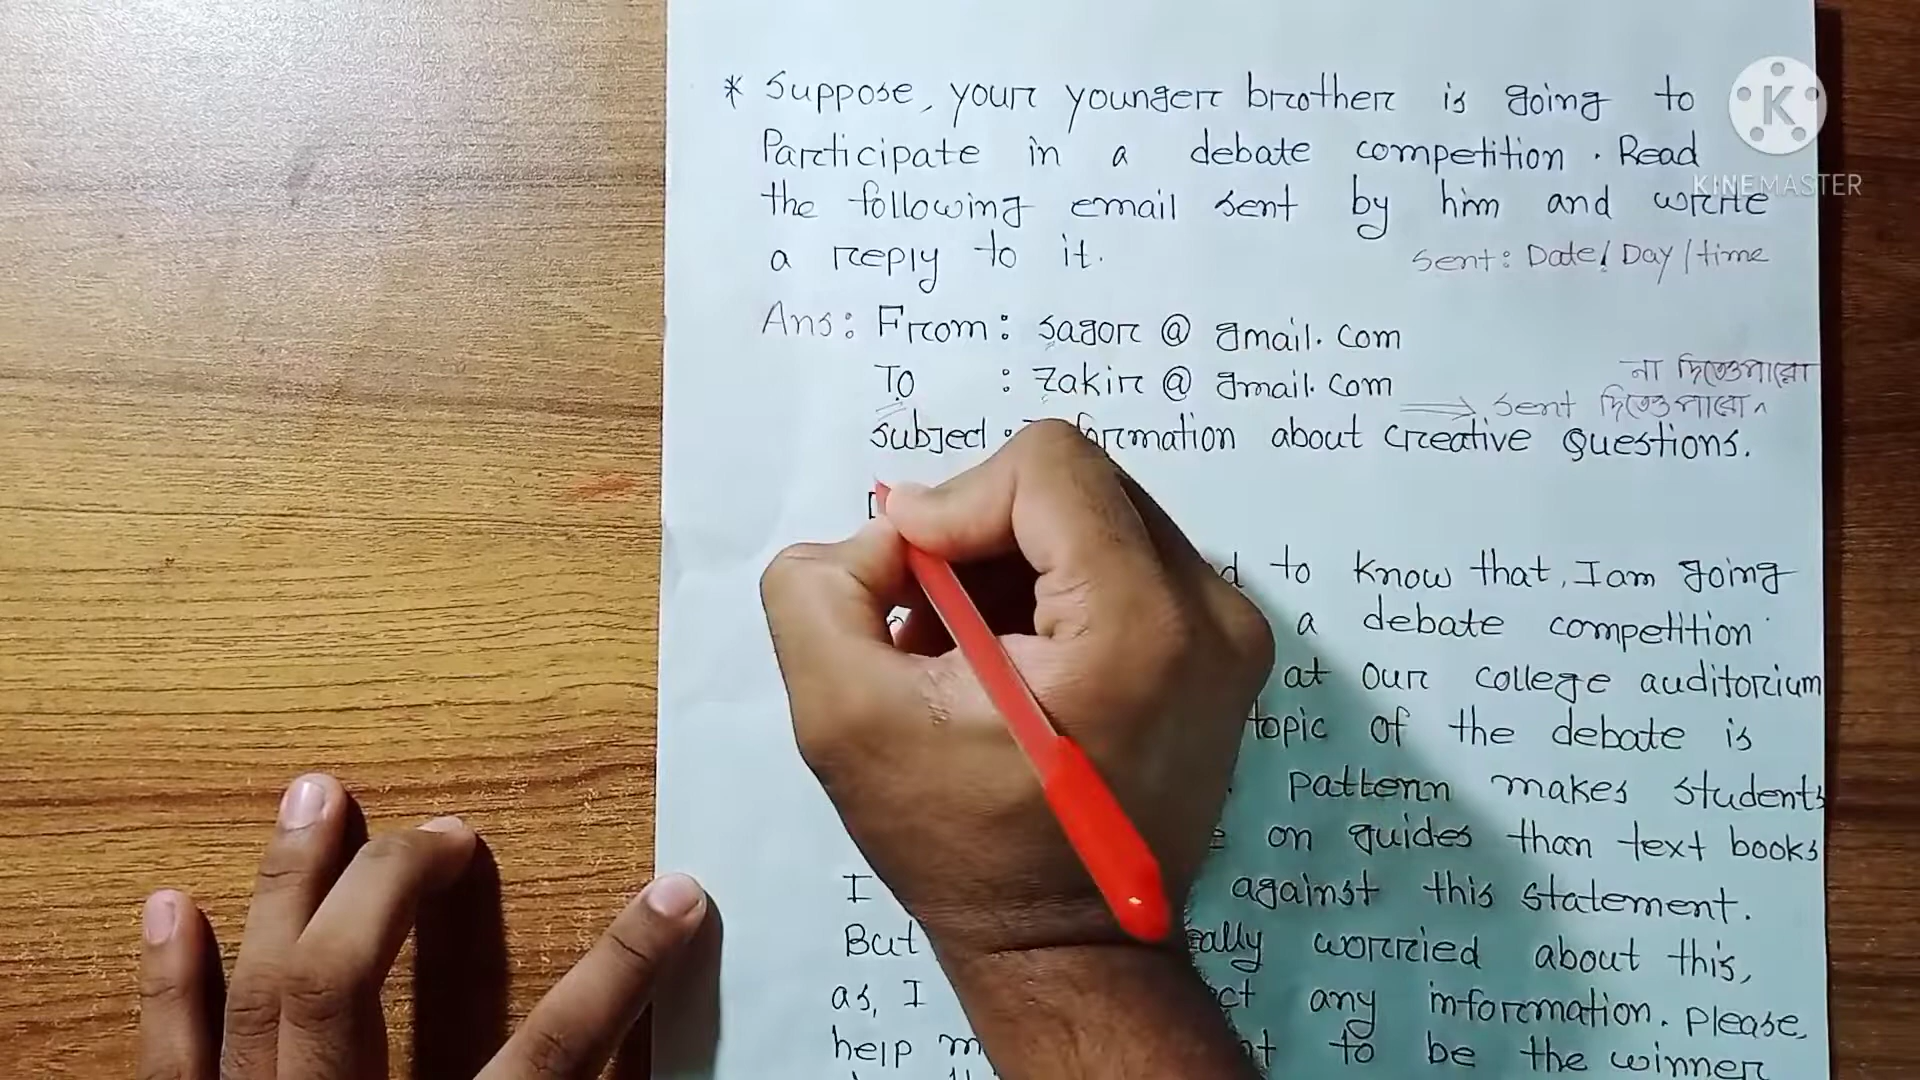 * Suppose, your younger brother is going to
Participate in a debate competition. Read
the following email sent by him and write
a reply to it.
Sent: Date/Day/time
Ans: From: sagor@gmail.com
To : zakir@gmail.com
না দিতেও পারো
sent দিতেও পারো
Subject : Information about creative questions.
to know that, I am going
a debate competition
at our college auditorium
topic of the debate is
pattern makes students
on guides than text books
I against this statement.
But worried about this,
as, I any information. please,
help to be the winner
K
KINEMASTER